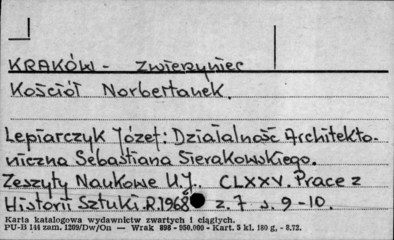 KRAKÓW - Zwierzyniec
Kościół Norbertanek.
Lepiarczyk Józef: Działalność Architekto-
niczna Sebastiana Sierakowskiego.
Zeszyty Naukowe U.J.. CLXXV. Prace z
Historii Sztuki. R.1968 z.7 s. 9-10.
Karta katalogowa wydawnictw zwartych i ciągłych.
PU-B 144 zam. 1209/Dw/On — Wrak 898 - 950.000 - Kart. 5 kl. 180 g, - 8.72.